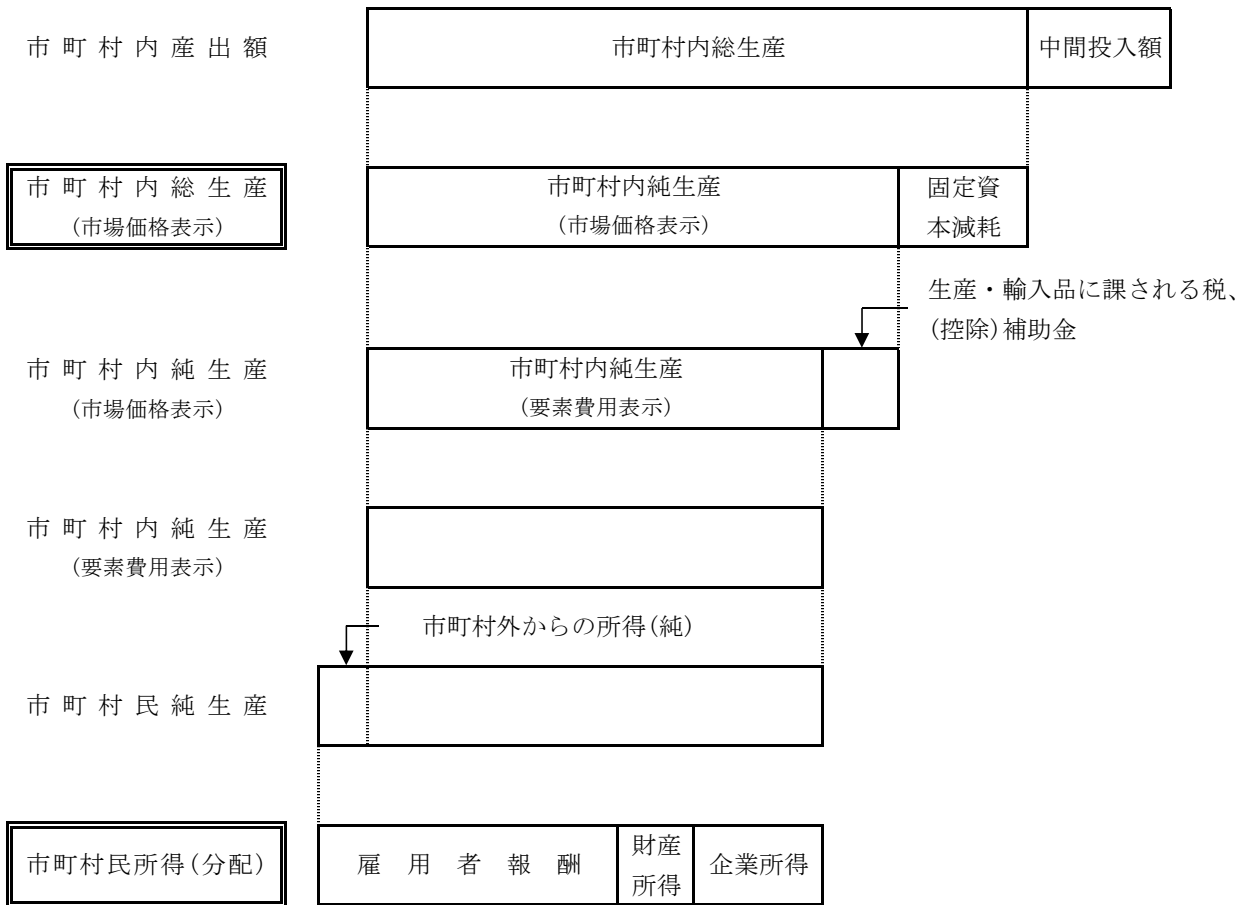 市町村内産出額
市町村内総生産
中間投入額
市町村内総生産
(市場価格表示)
市町村内純生産
(市場価格表示)
固定資
本減耗
生産・輸入品に課される税、
(控除)補助金
市町村内純生産
(市場価格表示)
市町村内純生産
(要素費用表示)
市町村内純生産
(要素費用表示)
市町村外からの所得(純)
市町村民純生産
市町村民所得(分配)
雇用者報酬
財産
所得
企業所得